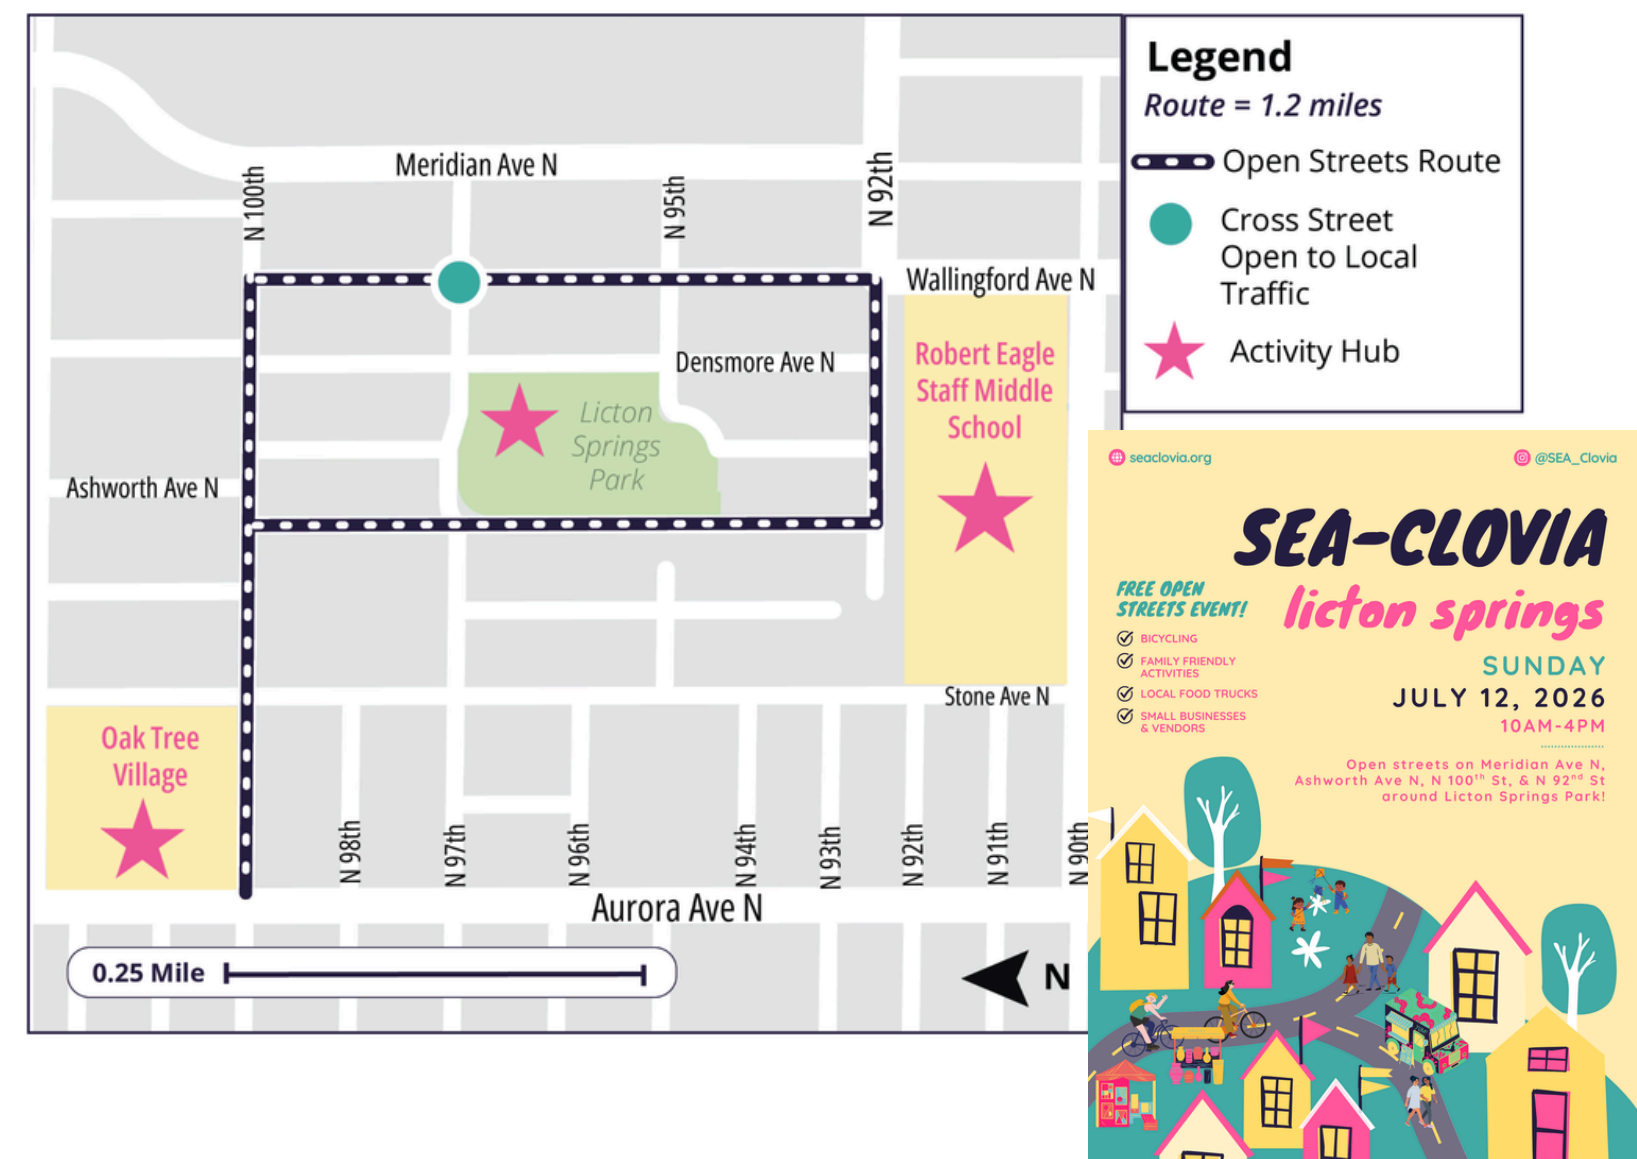 Meridian Ave N
N 100th
N 95th
N 92th
Wallingford Ave N
Densmore Ave N
Robert Eagle
Staff Middle
School
Licton
Springs
Park
Ashworth Ave N
Stone Ave N
Oak Tree
Village
N 98th
N 97th
N 96th
N 94th
N 93th
N 92th
N 91th
N 90th
Aurora Ave N
0.25 Mile
N
Legend
Route = 1.2 miles
Open Streets Route
Cross Street
Open to Local
Traffic
Activity Hub
seaclovia.org
@SEA_Clovia
SEA-CLOVIA
licton springs
FREE OPEN
STREETS EVENT!
BICYCLING
FAMILY FRIENDLY
ACTIVITIES
LOCAL FOOD TRUCKS
SMALL BUSINESSES
& VENDORS
SUNDAY
JULY 12, 2026
10AM-4PM
Open streets on Meridian Ave N,
Ashworth Ave N, N 100th St, & N 92nd St
around Licton Springs Park!